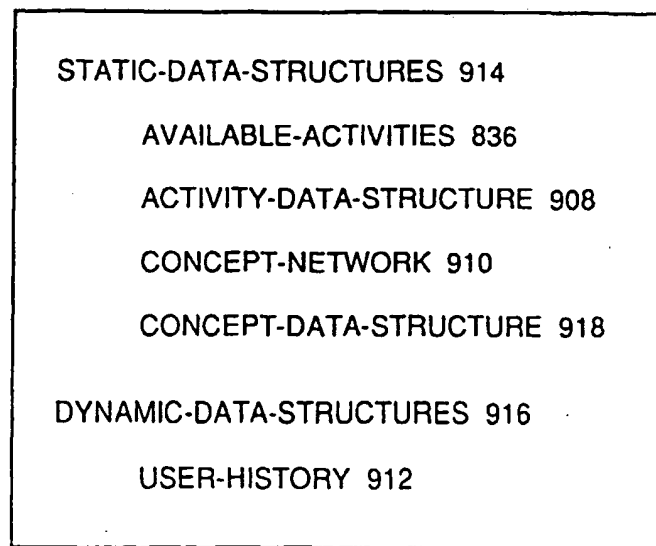 STATIC-DATA-STRUCTURES 914
AVAILABLE-ACTIVITIES 836
ACTIVITY-DATA-STRUCTURE 908
CONCEPT-NETWORK 910
CONCEPT-DATA-STRUCTURE 918
DYNAMIC-DATA-STRUCTURES 916
USER-HISTORY 912